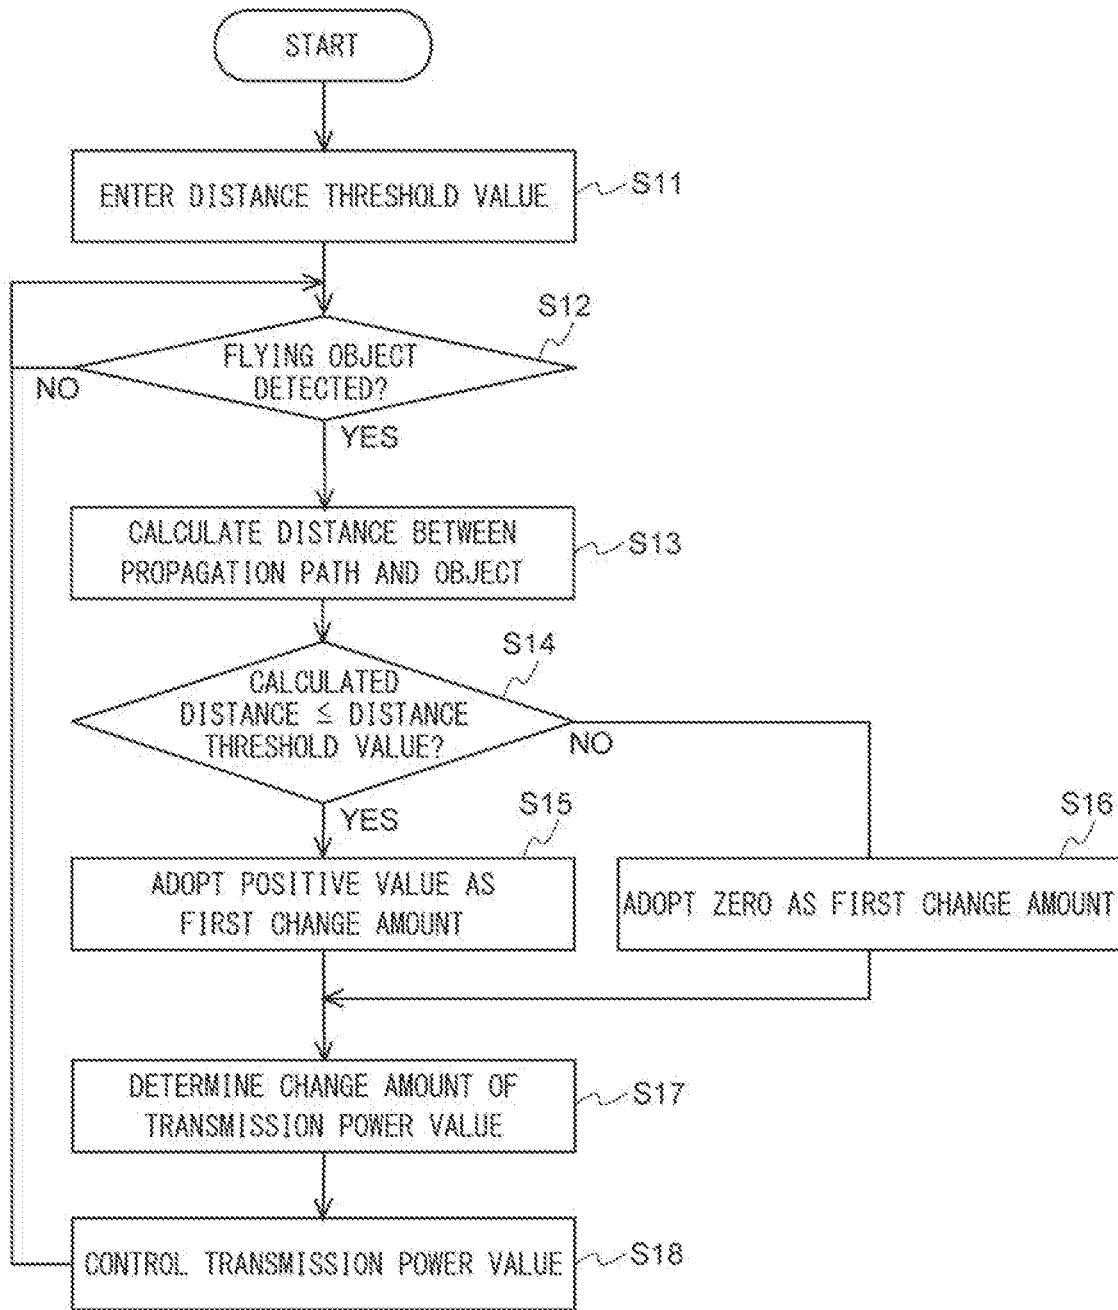 START
ENTER DISTANCE THRESHOLD VALUE
S11
S12
FLYING OBJECT
DETECTED?
NO
YES
CALCULATE DISTANCE BETWEEN
PROPAGATION PATH AND OBJECT
S13
S14
CALCULATED
DISTANCE ≤ DISTANCE
THRESHOLD VALUE?
NO
YES
S15
ADOPT POSITIVE VALUE AS
FIRST CHANGE AMOUNT
S16
ADOPT ZERO AS FIRST CHANGE AMOUNT
DETERMINE CHANGE AMOUNT OF
TRANSMISSION POWER VALUE
S17
CONTROL TRANSMISSION POWER VALUE
S18